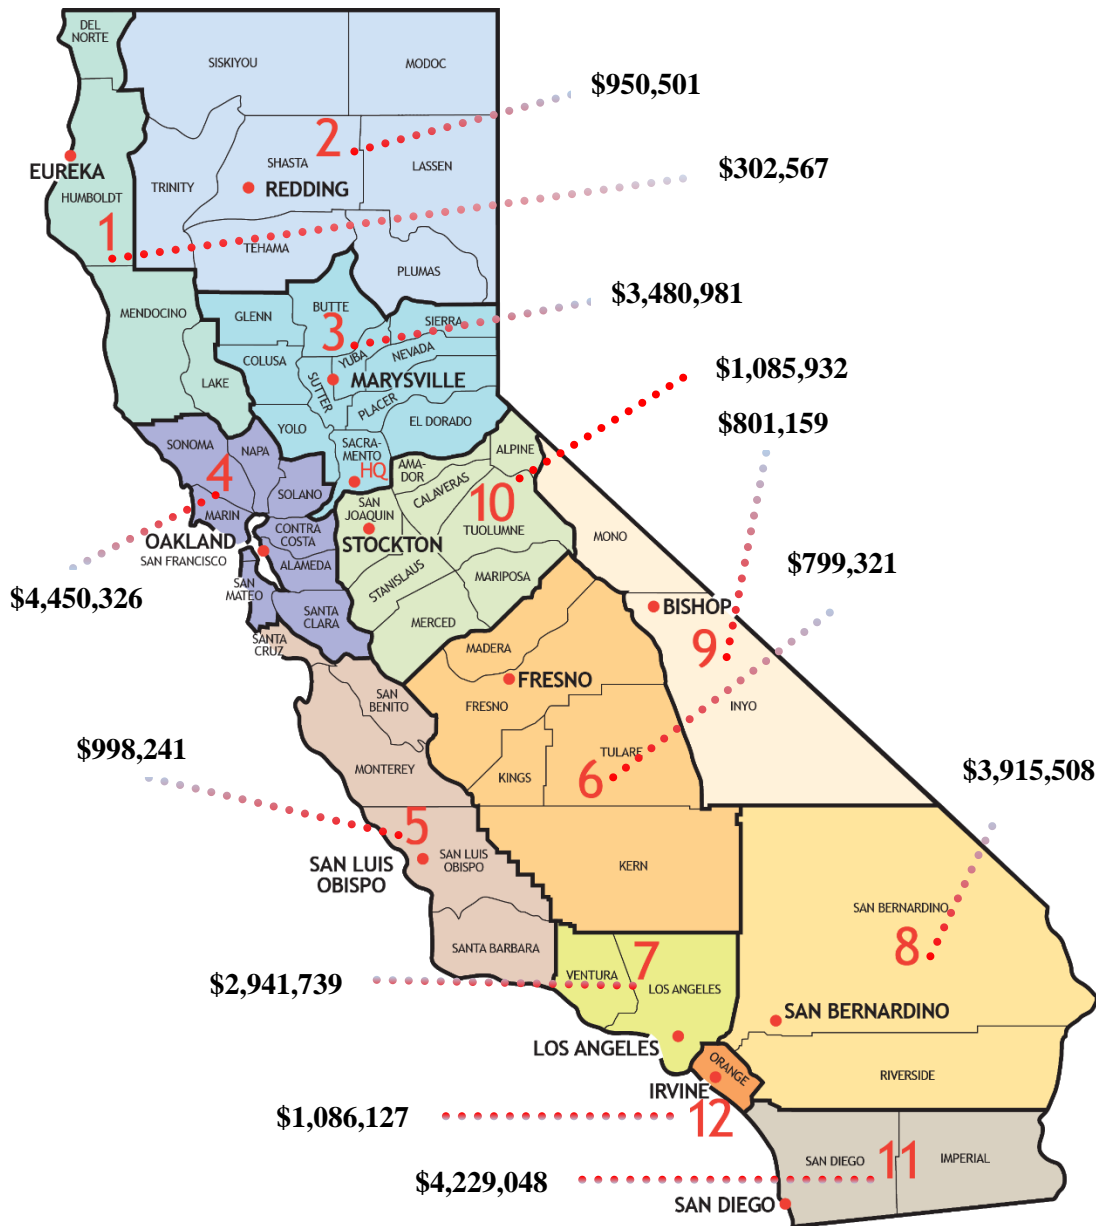 DEL
NORTE
SISKIYOU
MODOC
$950,501
2
EUREKA
SHASTA
LASSEN
$302,567
HUMBOLDT
TRINITY
REDDING
1
TEHAMA
PLUMAS
$3,480,981
MENDOCINO
GLENN
BUTTE
3
SIERRA
COLUSA
YUBA
NEVADA
$1,085,932
LAKE
SUTTER
MARYSVILLE
PLACER
$801,159
YOLO
EL DORADO
SONOMA
NAPA
SACRA-
MENTO
HQ
AMA-
DOR
ALPINE
4
SOLANO
CALAVERAS
10
MARIN
SAN
JOAQUIN
CONTRA
COSTA
TUOLUMNE
MONO
OAKLAND
SAN FRANCISCO
STOCKTON
ALAMEDA
$799,321
$4,450,326
SAN
MATEO
STANISLAUS
MARIPOSA
SANTA
CLARA
MERCED
BISHOP
SANTA
CRUZ
MADERA
9
FRESNO
SAN
BENITO
FRESNO
INYO
$998,241
TULARE
MONTEREY
KINGS
6
$3,915,508
5
SAN LUIS
OBISPO
SAN LUIS
OBISPO
KERN
SAN BERNARDINO
8
SANTA BARBARA
7
VENTURA
$2,941,739
LOS ANGELES
SAN BERNARDINO
LOS ANGELES
ORANGE
RIVERSIDE
IRVINE
$1,086,127
12
SAN DIEGO
11
IMPERIAL
$4,229,048
SAN DIEGO